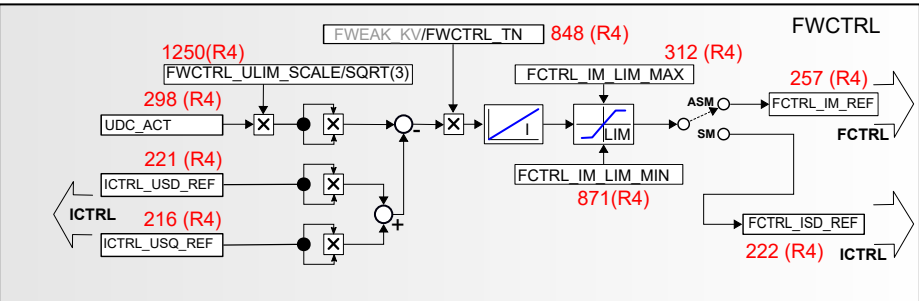 FWCTRL
FWEAK_KV/FWCTRL_TN
848 (R4)
1250(R4)
FWCTRL_ULIM_SCALE/SQRT(3)
312 (R4)
FCTRL_IM_LIM_MAX
257 (R4)
298 (R4)
ASM
FCTRL_IM_REF
UDC_ACT
X
X
-
X
I
LIM
FCTRL
SM
221 (R4)
FCTRL_IM_LIM_MIN
ICTRL_USD_REF
X
871(R4)
ICTRL
216 (R4)
+
FCTRL_ISD_REF
ICTRL_USQ_REF
X
222 (R4)
ICTRL